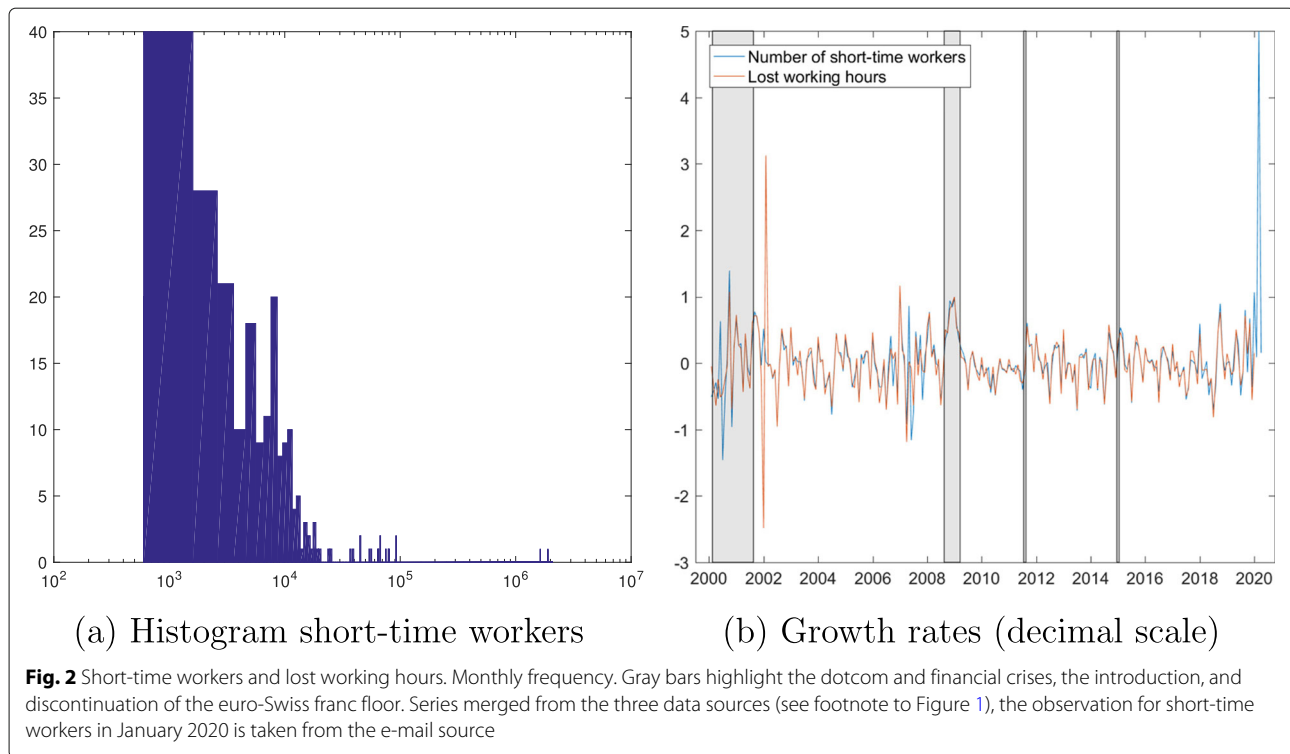 40
35
30
25
20
15
10
5
0
10² 10³ 10⁴ 10⁵ 10⁶ 10⁷
(a) Histogram short-time workers
5
4
3
2
1
0
-1
-2
-3
Number of short-time workers
Lost working hours
2000 2002 2004 2006 2008 2010 2012 2014 2016 2018 2020
(b) Growth rates (decimal scale)
Fig. 2 Short-time workers and lost working hours. Monthly frequency. Gray bars highlight the dotcom and financial crises, the introduction, and
discontinuation of the euro-Swiss franc floor. Series merged from the three data sources (see footnote to Figure 1), the observation for short-time
workers in January 2020 is taken from the e-mail source